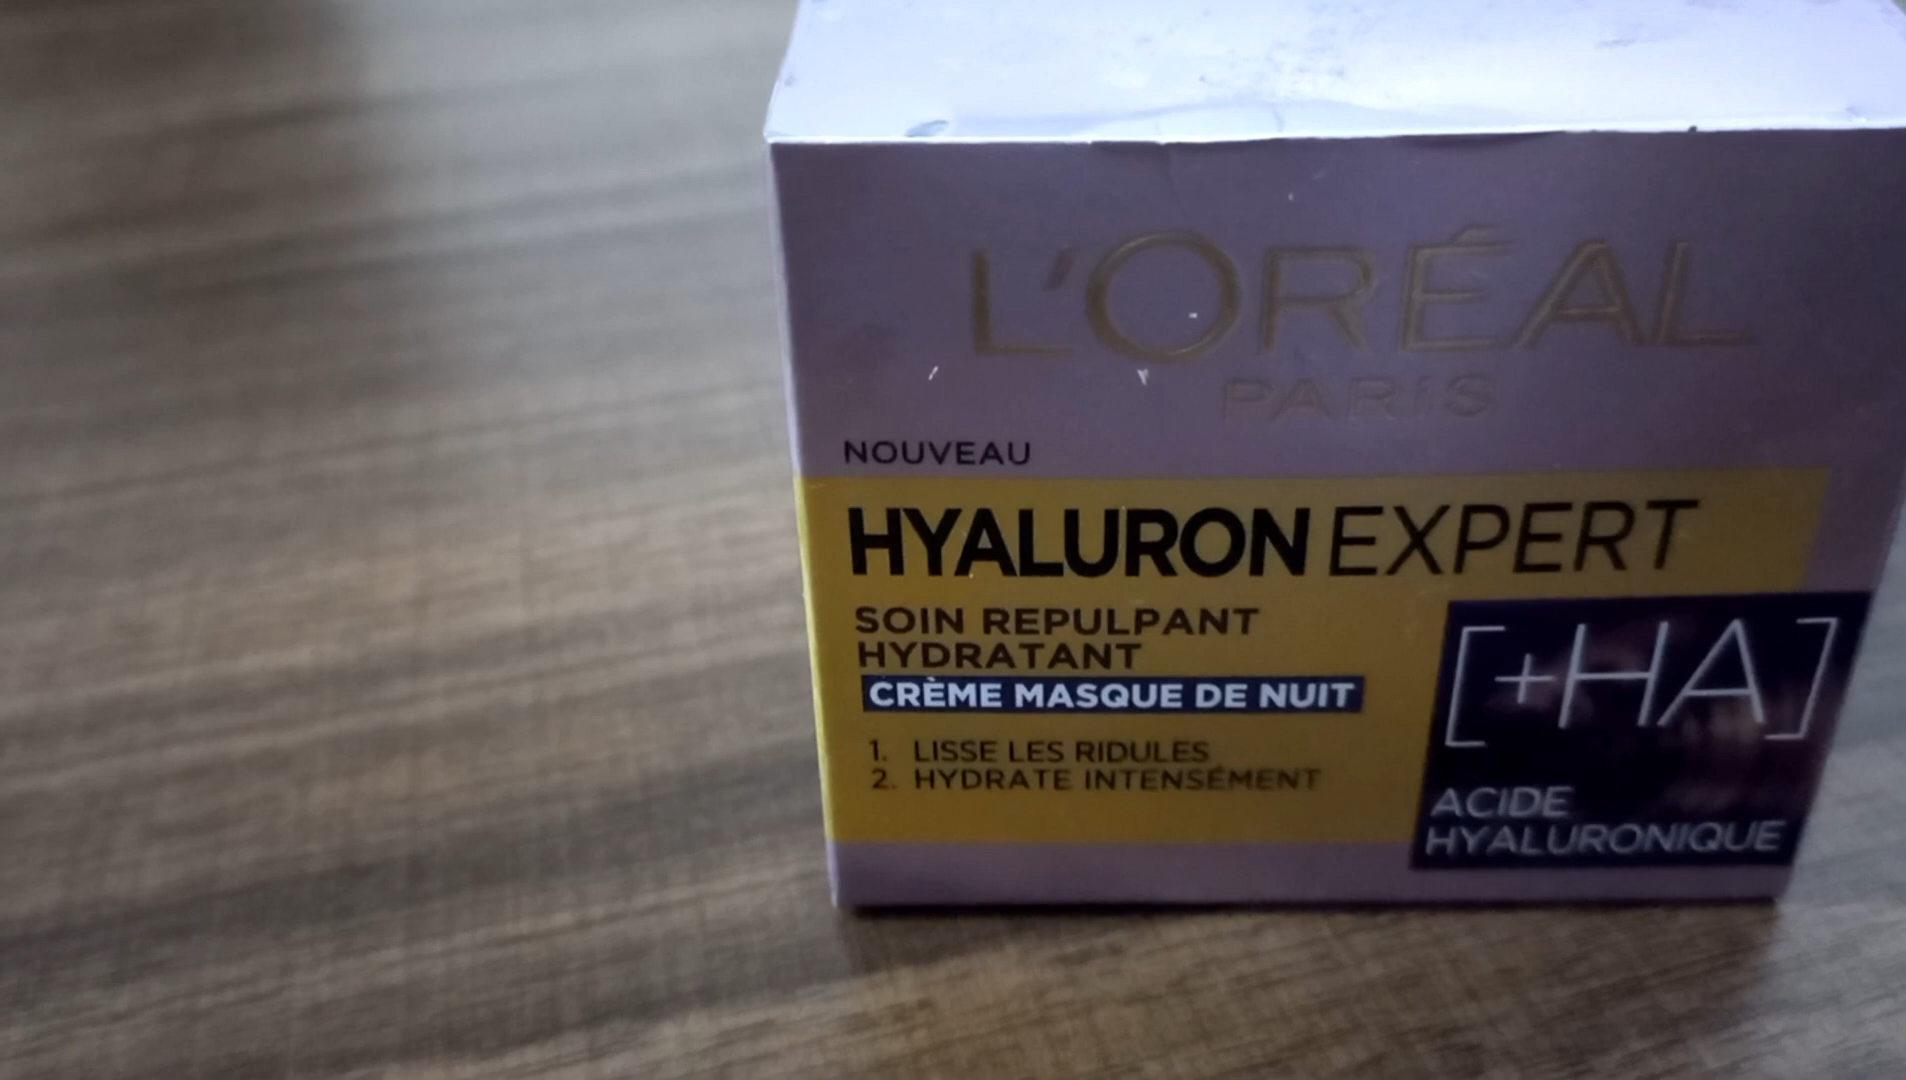 L'ORÉAL
PARIS
NOUVEAU
HYALURON EXPERT
SOIN REPULPANT
HYDRATANT
CRÈME MASQUE DE NUIT
1. LISSE LES RIDULES
2. HYDRATE INTENSÉMENT
[+HA]
ACIDE
HYALURONIQUE